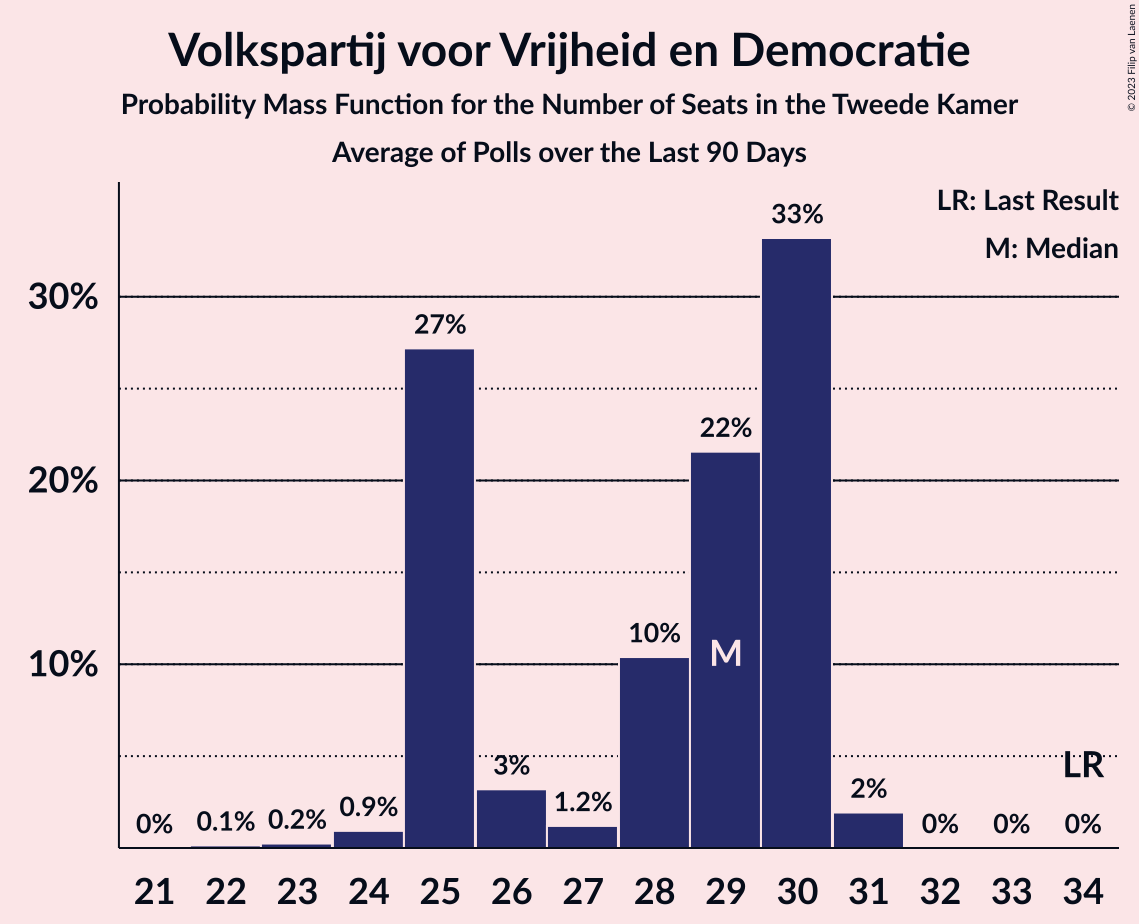 Volkspartij voor Vrijheid en Democratie
Probability Mass Function for the Number of Seats in the Tweede Kamer
Average of Polls over the Last 90 Days
© 2023 Filip van Laenen
LR: Last Result
M: Median
33%
30%
27%
22%
20%
10%
M
10%
3%
LR
0%
0.1%
0.2%
0.9%
1.2%
2%
0%
0%
0%
21 22 23 24 25 26 27 28 29 30 31 32 33 34